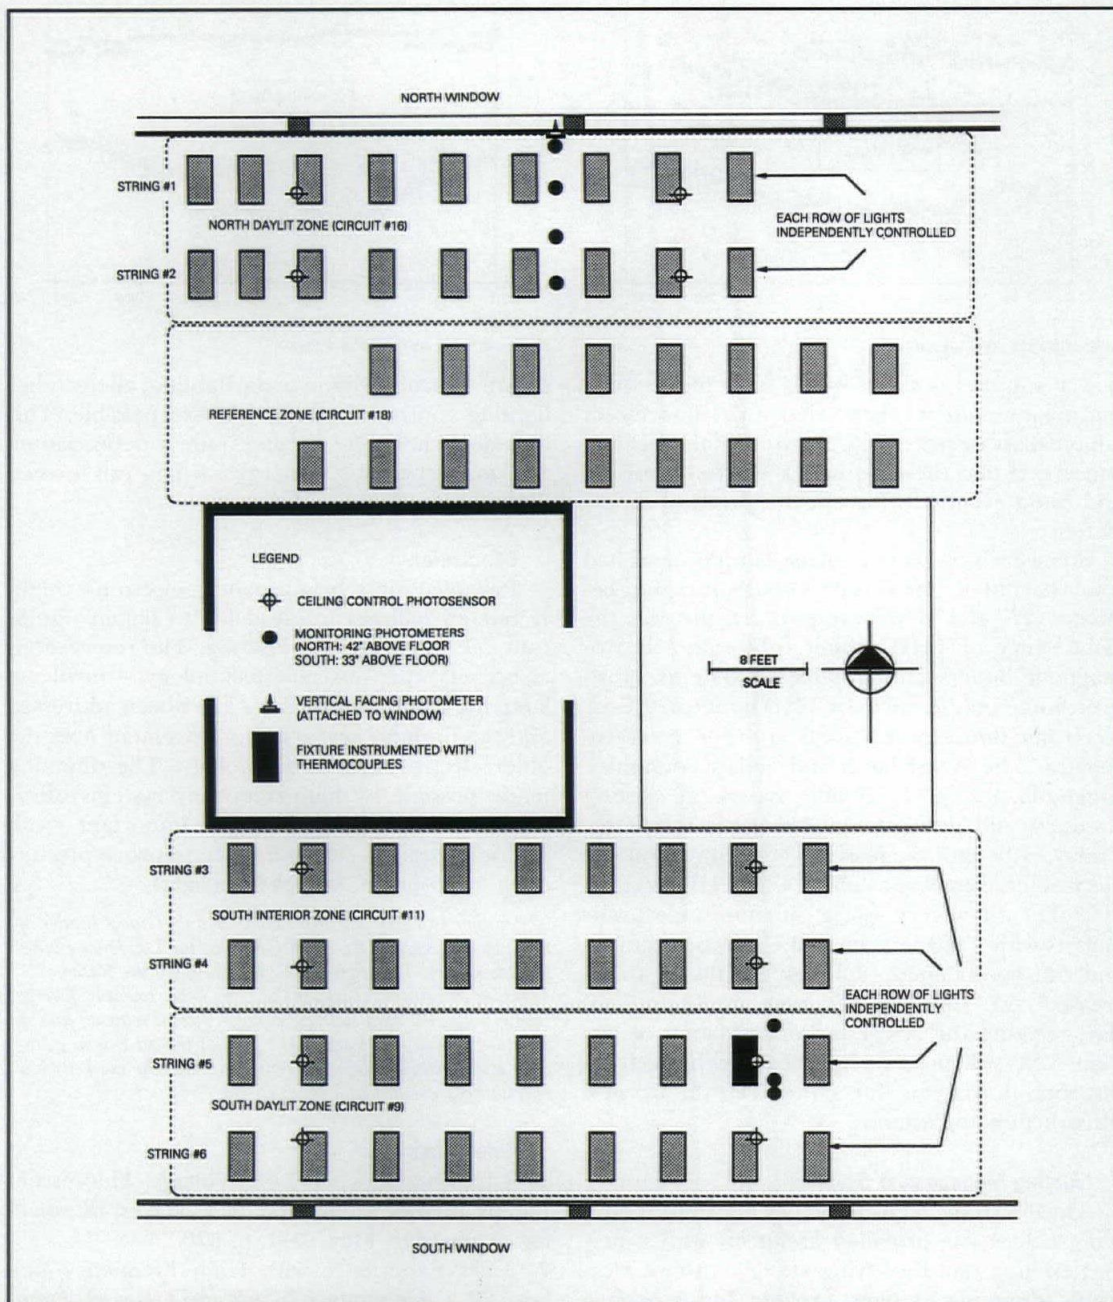 NORTH WINDOW
STRING #1
NORTH DAYLIT ZONE (CIRCUIT #16)
EACH ROW OF LIGHTS
INDEPENDENTLY CONTROLLED
STRING #2
REFERENCE ZONE (CIRCUIT #18)
LEGEND
CEILING CONTROL PHOTOSENSOR
MONITORING PHOTOMETERS
(NORTH: 42" ABOVE FLOOR
SOUTH: 33" ABOVE FLOOR)
VERTICAL FACING PHOTOMETER
(ATTACHED TO WINDOW)
FIXTURE INSTRUMENTED WITH
THERMOCOUPLES
8 FEET
SCALE
STRING #3
SOUTH INTERIOR ZONE (CIRCUIT #11)
STRING #4
EACH ROW OF LIGHTS
INDEPENDENTLY
CONTROLLED
STRING #5
SOUTH DAYLIT ZONE (CIRCUIT #9)
STRING #6
SOUTH WINDOW